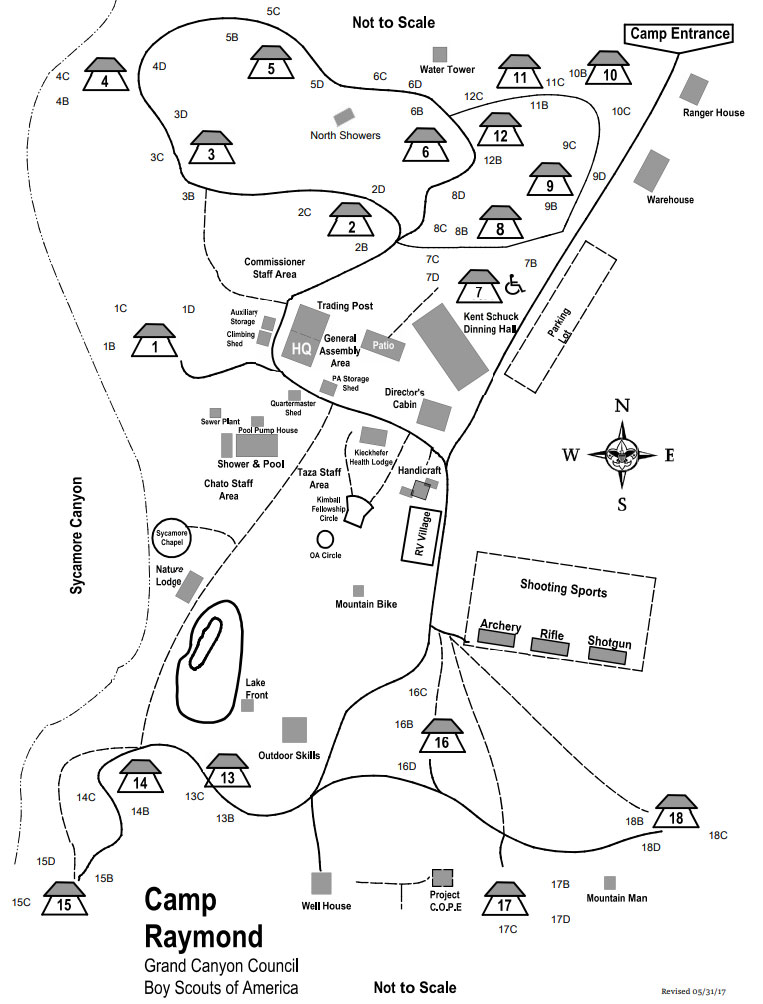 5C
Not to Scale
Camp Entrance
5B
4C
4
4D
5
Water Tower
11
10B
10
4B
5D
6C
6D
11C
12C
11B
10C
Ranger House
3D
North Showers
6B
12
3
3C
6
12B
9C
9
9D
Warehouse
3B
2D
8D
9B
2C
2
8C
8B
8
2B
7C
7B
Commissioner
Staff Area
7D
7
Trading Post
Kent Schuck
Dinning Hall
Parking
Lot
1C
1D
Auxiliary
Storage
Climbing
Shed
HQ
General
Assembly
Area
Patio
1B
1
PA Storage
Shed
Quartermaster
Shed
Director's
Cabin
Sewer Plant
Pool Pump House
Shower & Pool
Kieckhefer
Health Lodge
N
W
E
S
Chato Staff
Area
Taza Staff
Area
Handicraft
Kimball
Fellowship
Circle
RV Village
Sycamore Canyon
Sycamore
Chapel
OA Circle
Nature
Lodge
Mountain Bike
Shooting Sports
Archery
Rifle
Shotgun
Lake
Front
16C
16B
16
Outdoor Skills
16D
14
13
14C
13C
14B
13B
18
18B
18C
18D
15D
15B
15
15C
Well House
Project
C.O.P.E
17
17B
Mountain Man
17D
17C
Camp
Raymond
Grand Canyon Council
Boy Scouts of America
Not to Scale
Revised 05/31/17